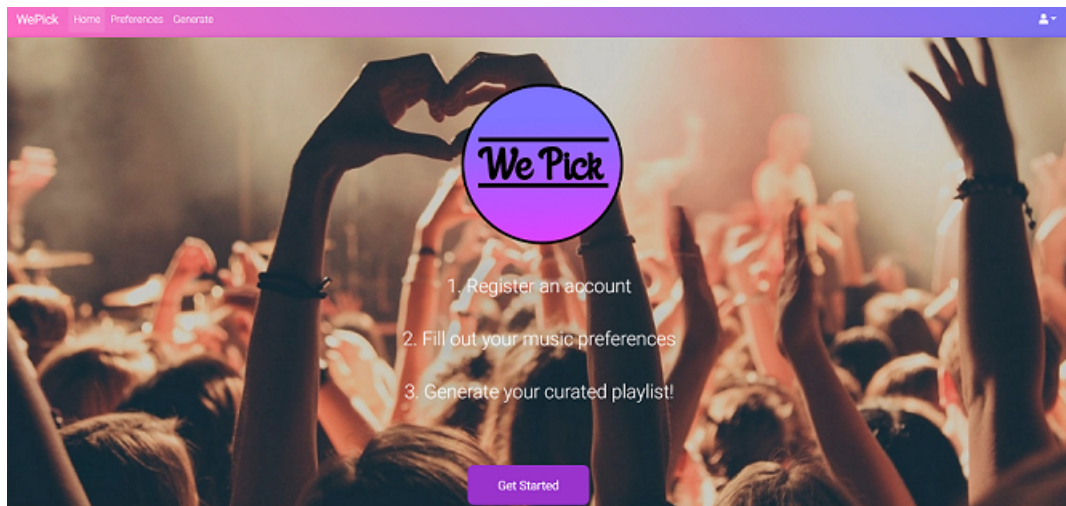 WePick Home Preferences Generate
We Pick
1. Register an account
2. Fill out your music preferences
3. Generate your curated playlist!
Get Started